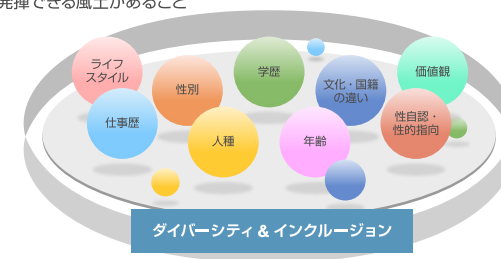 発揮できる風土があること
ライフ
スタイル
性別
学歴
文化・国籍
の違い
価値観
仕事歴
人種
年齢
性自認・
性的指向
ダイバーシティ & インクルージョン